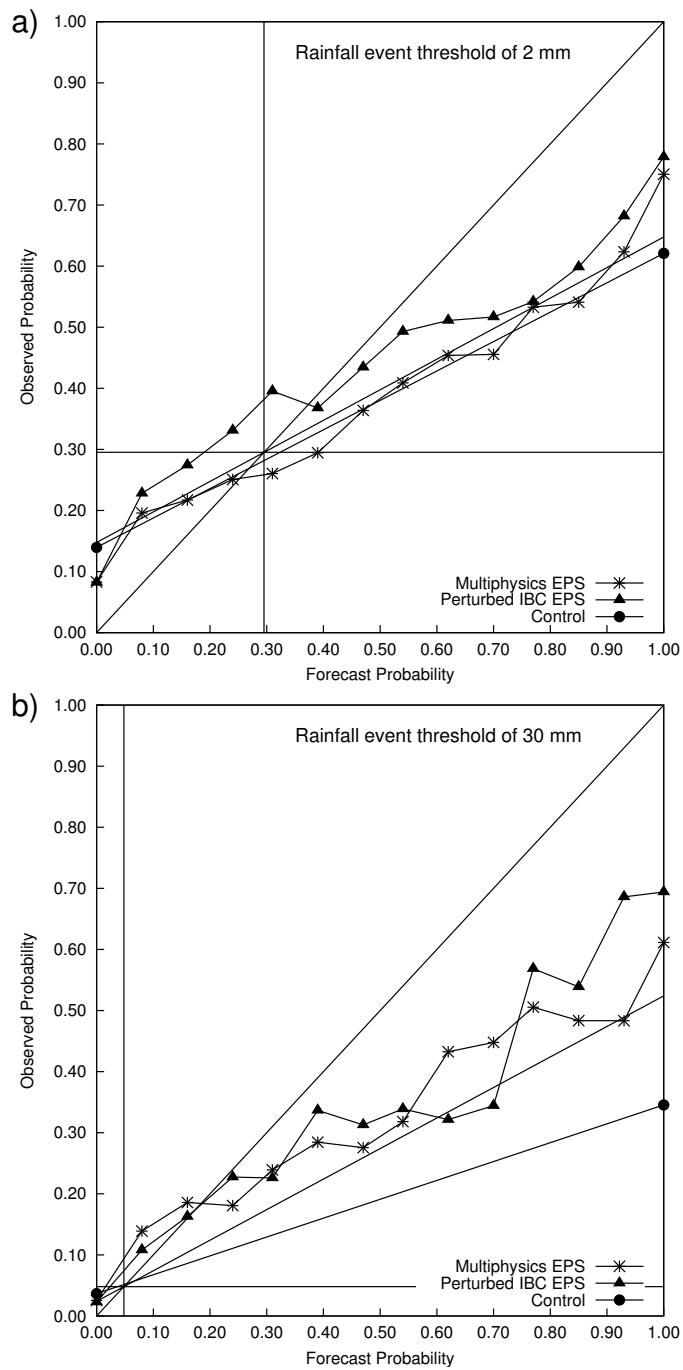 a)
Rainfall event threshold of 2 mm
1.00
0.90
0.80
0.70
0.60
0.50
0.40
0.30
0.20
0.10
0.00
Observed Probability
Multiphysics EPS
Perturbed IBC EPS
Control
0.00 0.10 0.20 0.30 0.40 0.50 0.60 0.70 0.80 0.90 1.00
Forecast Probability
b)
Rainfall event threshold of 30 mm
1.00
0.90
0.80
0.70
0.60
0.50
0.40
0.30
0.20
0.10
0.00
Observed Probability
Multiphysics EPS
Perturbed IBC EPS
Control
0.00 0.10 0.20 0.30 0.40 0.50 0.60 0.70 0.80 0.90 1.00
Forecast Probability